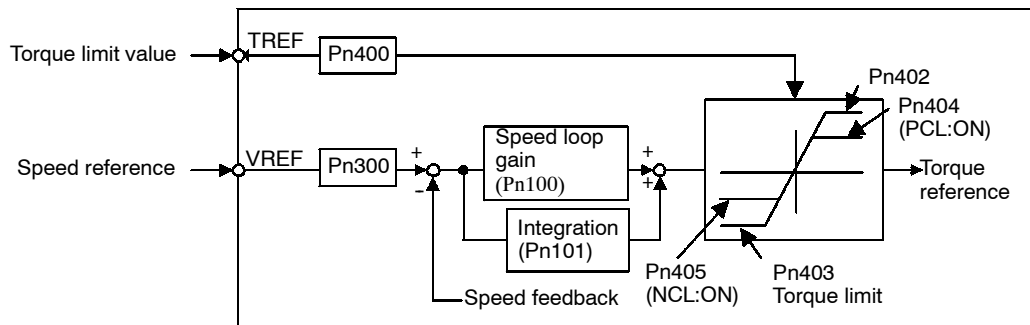 Torque limit value
TREF
Pn400
Pn402
Pn404
(PCL:ON)
Speed reference
VREF
Pn300
+
-
Speed loop
gain
(Pn100)
+
+
Torque
reference
Integration
(Pn101)
Pn405
(NCL:ON)
Pn403
Torque limit
Speed feedback